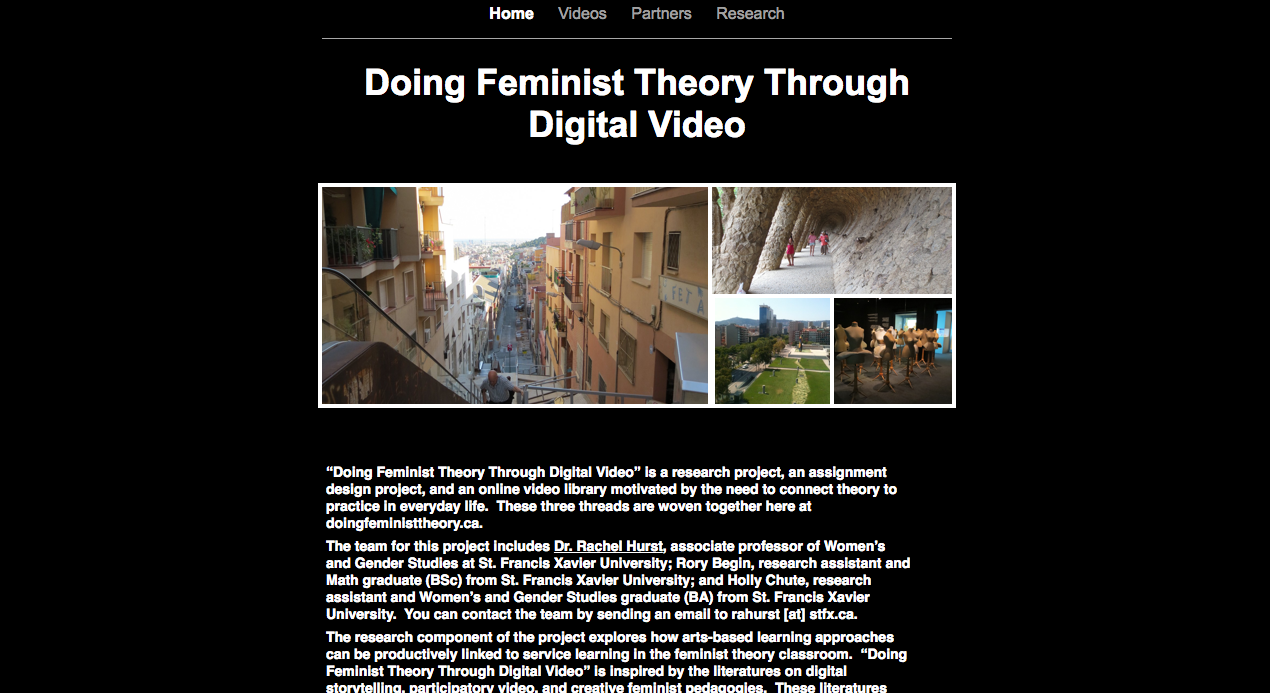 Home Videos Partners Research
Doing Feminist Theory Through
Digital Video
FETA
“Doing Feminist Theory Through Digital Video” is a research project, an assignment
design project, and an online video library motivated by the need to connect theory to
practice in everyday life.  These three threads are woven together here at
doingfeministtheory.ca.
The team for this project includes Dr. Rachel Hurst, associate professor of Women’s
and Gender Studies at St. Francis Xavier University; Rory Begin, research assistant and
Math graduate (BSc) from St. Francis Xavier University; and Holly Chute, research
assistant and Women’s and Gender Studies graduate (BA) from St. Francis Xavier
University.  You can contact the team by sending an email to rahurst [at] stfx.ca.
The research component of the project explores how arts-based learning approaches
can be productively linked to service learning in the feminist theory classroom.  “Doing
Feminist Theory Through Digital Video” is inspired by the literatures on digital
storytelling, participatory video, and creative feminist pedagogies.  These literatures